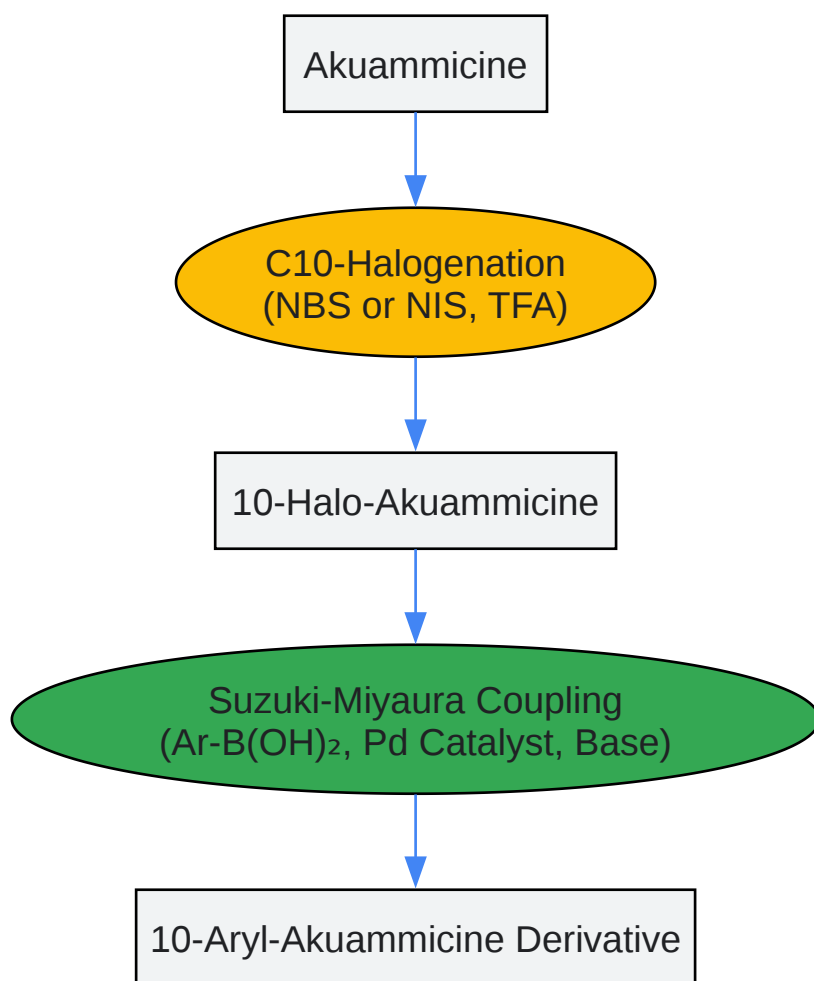 Akuammicine
C10-Halogenation
(NBS or NIS, TFA)
10-Halo-Akuammicine
Suzuki-Miyaura Coupling
(Ar-B(OH)₂, Pd Catalyst, Base)
10-Aryl-Akuammicine Derivative